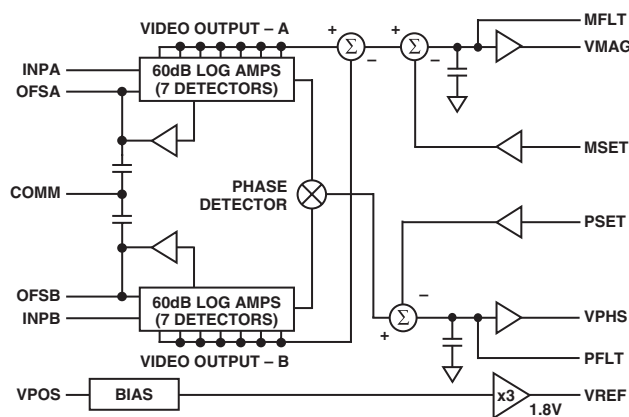 VIDEO OUTPUT – A
+
Σ
–
+
Σ
–
MFLT
VMAG
INPA
OFSA
60dB LOG AMPS
(7 DETECTORS)
MSET
COMM
PHASE
DETECTOR
PSET
OFSB
INPB
60dB LOG AMPS
(7 DETECTORS)
–
+
Σ
VPHS
VIDEO OUTPUT – B
PFLT
VPOS
BIAS
x3
1.8V
VREF